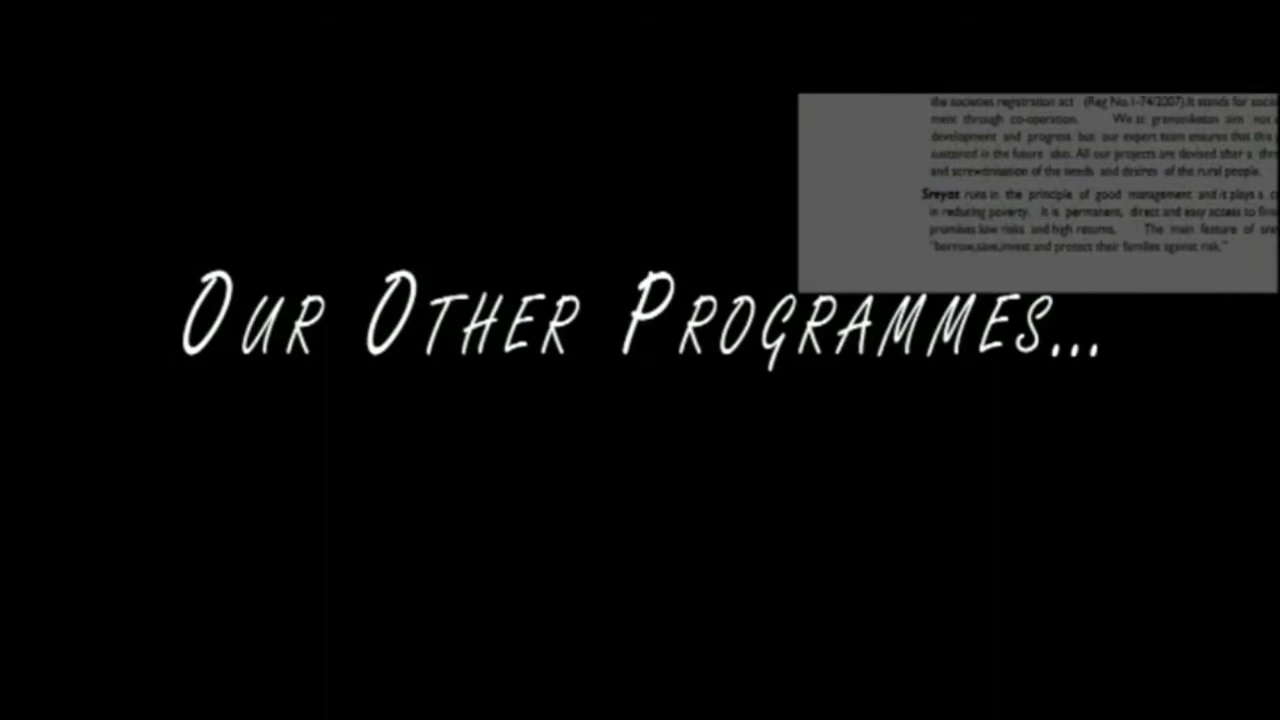 the societies registration act (Reg No.1-74/2007).It stands for
ment through co-operation. We at gramaniketan aim not
development and progress but our expert team ensures that this
sustained in the future also. All our projects are devised after a
and screwtinisation of the needs and desires of the rural people.
Sreyas runs in the principle of good management and it plays a
in reducing poverty. It is permanent, direct and easy access to
promises low risks and high returns. The main feature of
"borrow,save,invest and protect their families against risk."
OUR OTHER PROGRAMMES...